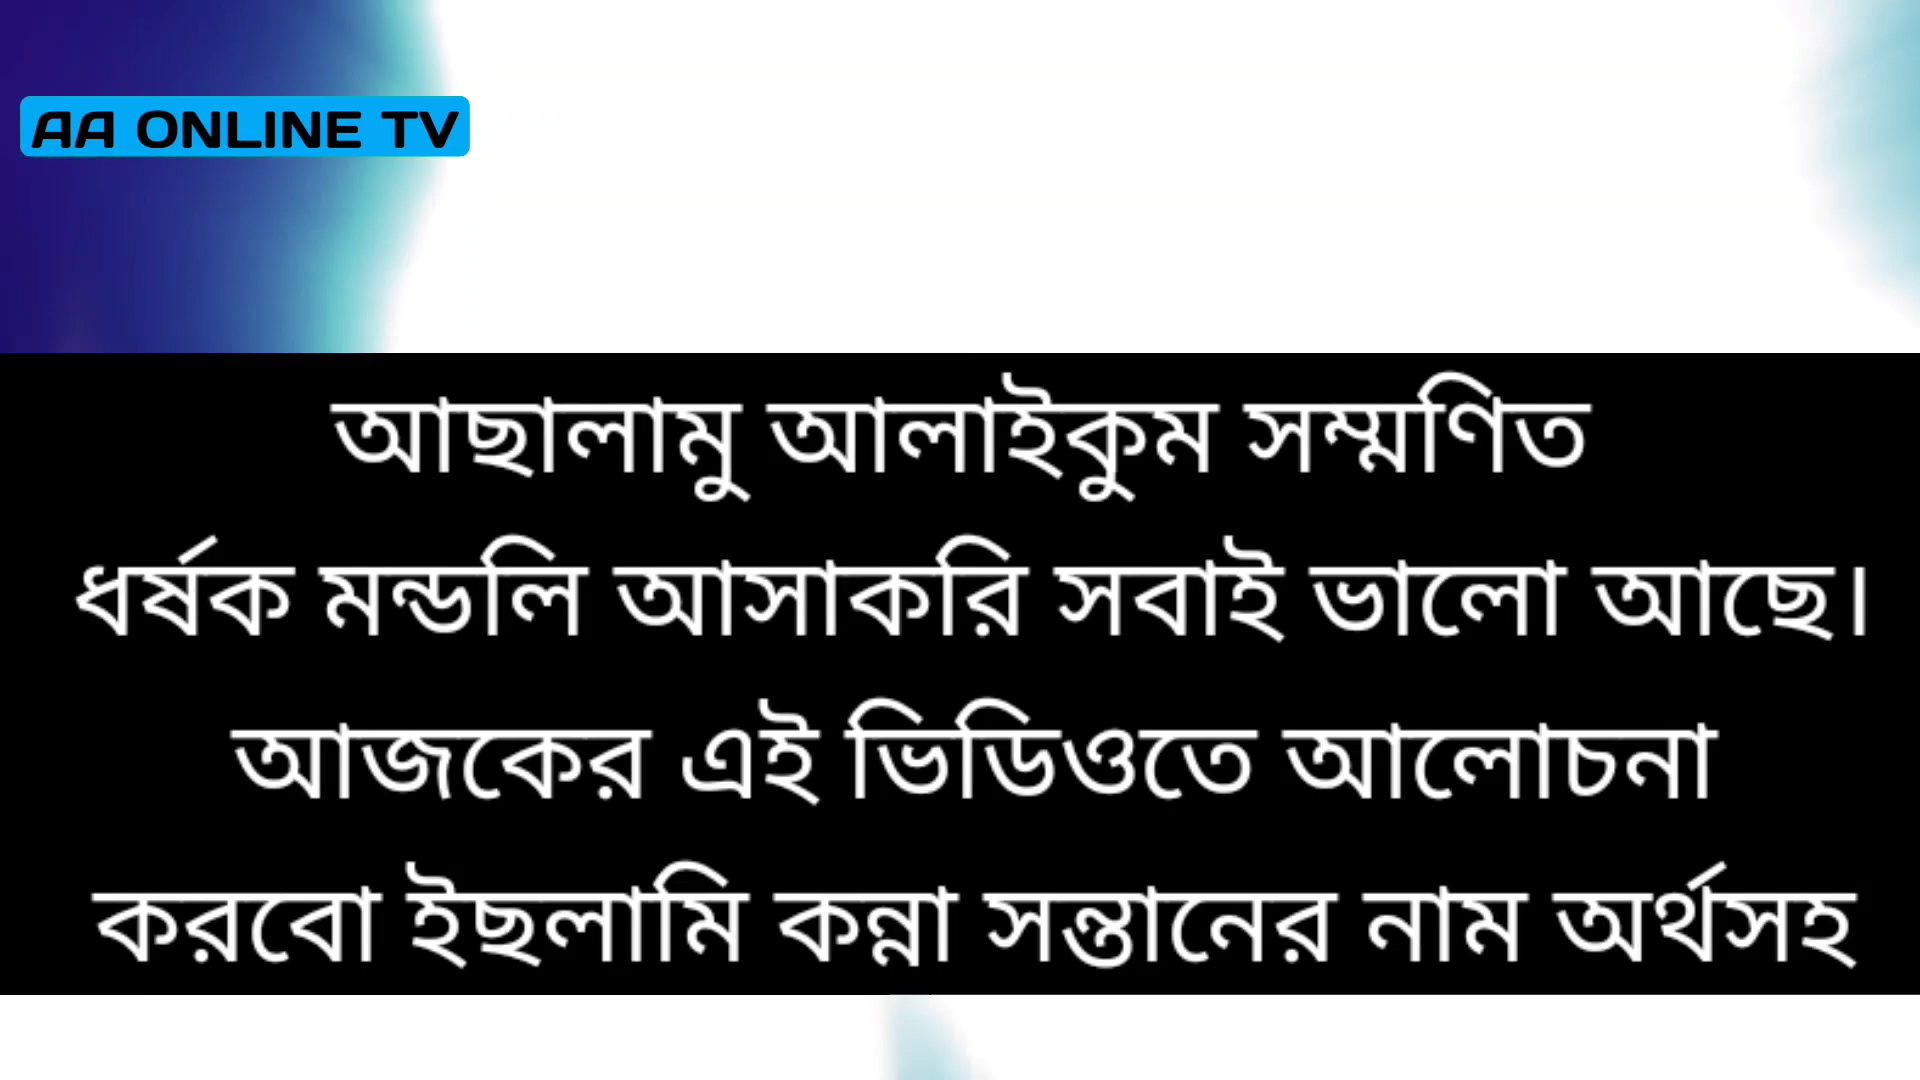 AA ONLINE TV
আছালামু আলাইকুম সম্মণিত
ধর্ষক মন্ডলি আসাকরি সবাই ভালো আছে।
আজকের এই ভিডিওতে আলোচনা
করবো ইছলামি কন্না সন্তানের নাম অর্থসহ